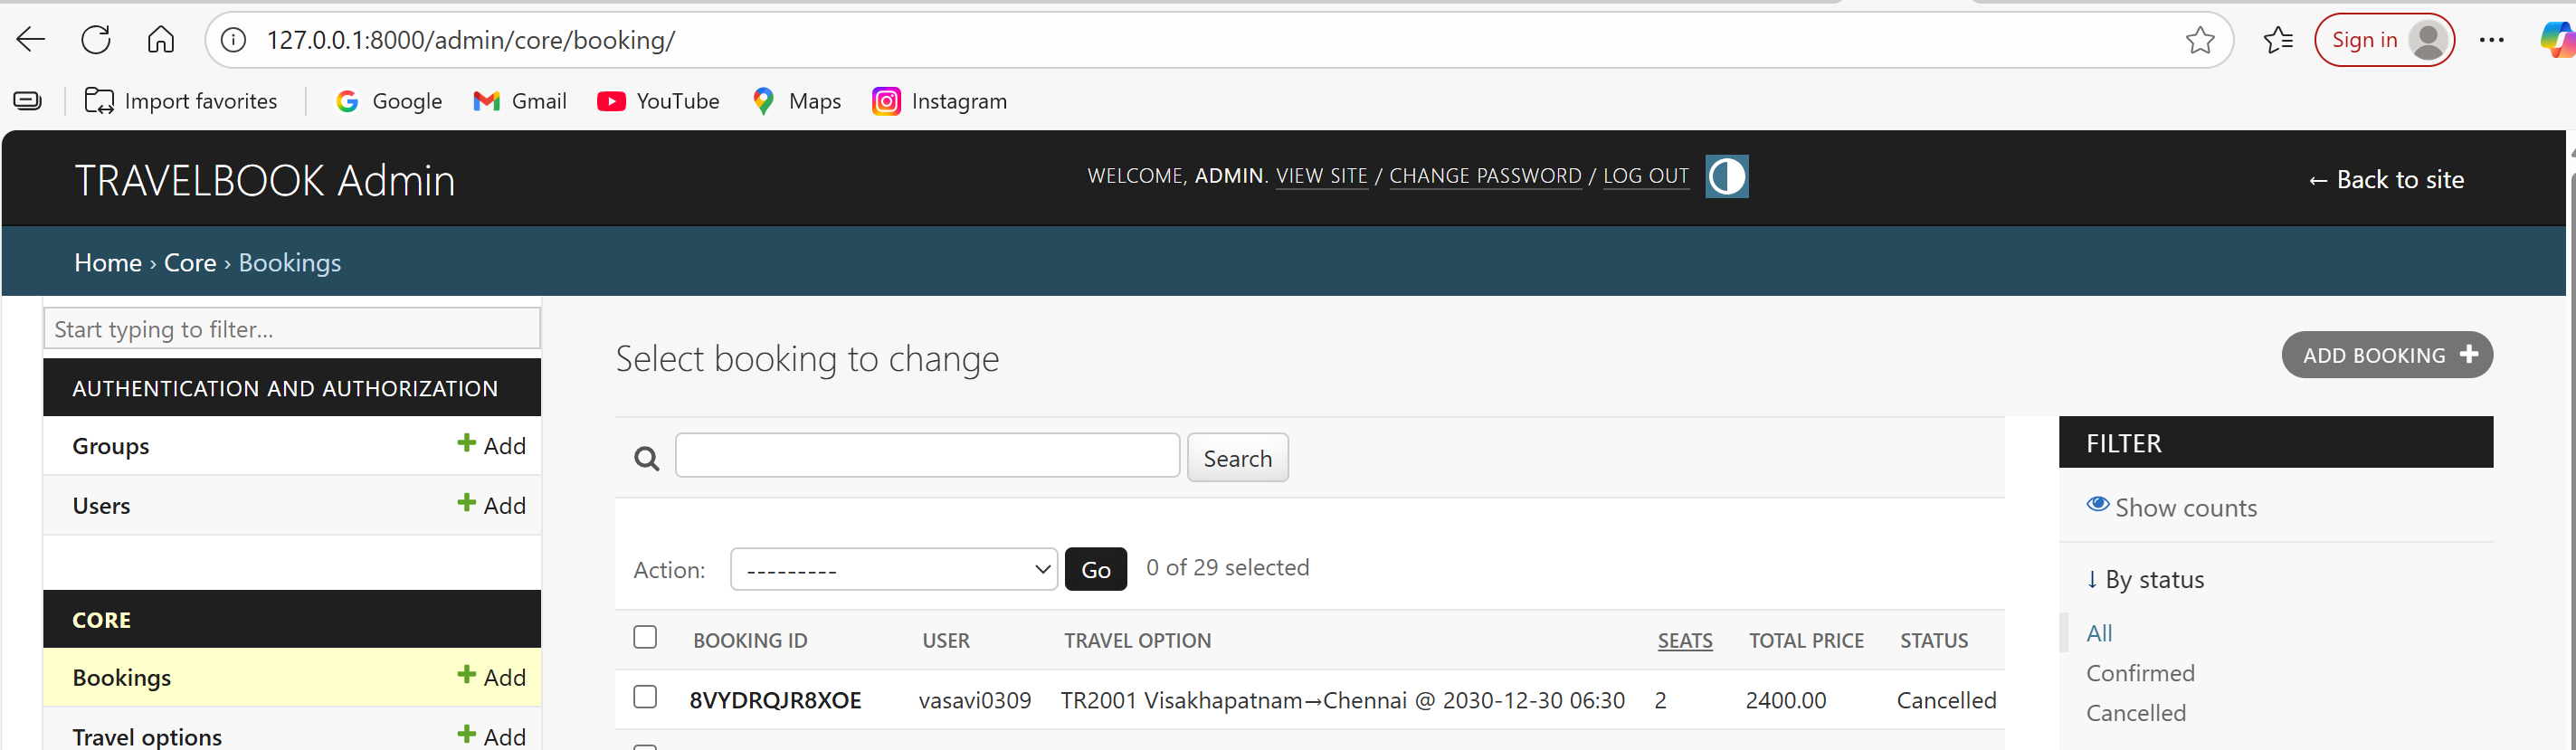 127.0.0.1:8000/admin/core/booking/
Sign in
Import favorites
Google
Gmail
YouTube
Maps
Instagram
TRAVELBOOK Admin
WELCOME, ADMIN. VIEW SITE / CHANGE PASSWORD / LOG OUT
← Back to site
Home › Core › Bookings
Start typing to filter...
AUTHENTICATION AND AUTHORIZATION
Groups + Add
Users + Add
CORE
Bookings + Add
Travel options + Add
Select booking to change
ADD BOOKING +
Search
Action: --------- Go 0 of 29 selected
BOOKING ID USER TRAVEL OPTION SEATS TOTAL PRICE STATUS
8VYDRQJR8XOE vasavi0309 TR2001 Visakhapatnam→Chennai @ 2030-12-30 06:30 2 2400.00 Cancelled
FILTER
Show counts
↓ By status
All
Confirmed
Cancelled